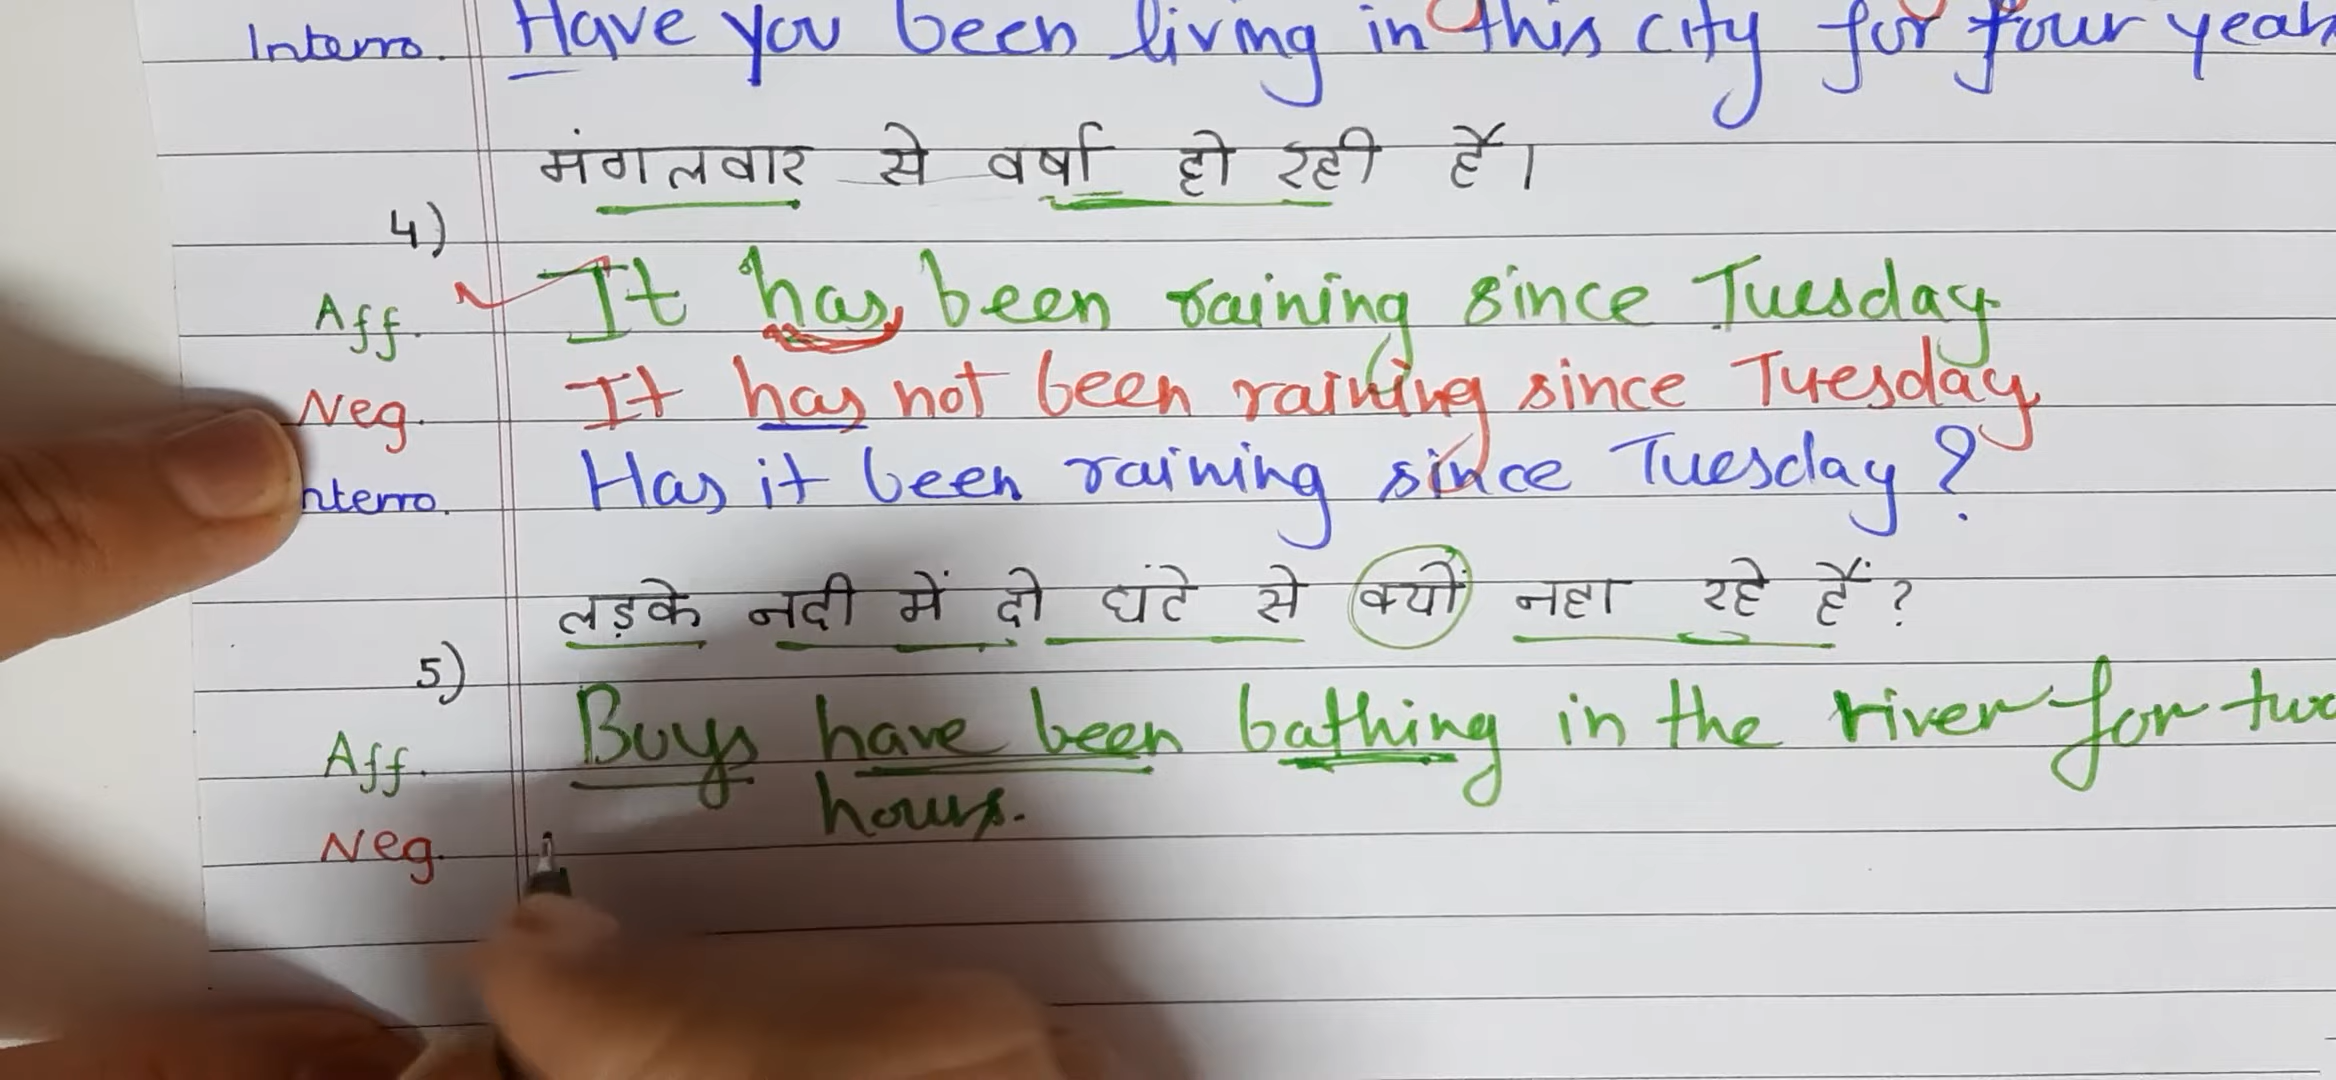 Interro. Have you been living in this city for four year
मंगलवार से वर्षा हो रही है।
4)
Aff. It has been raining since Tuesday.
Neg. It has not been raining since Tuesday.
nterro. Has it been raining since Tuesday?
लड़के नदी में दो घंटे से क्यों नहा रहे हैं?
5)
Aff. Boys have been bathing in the river for two
hours.
Neg.